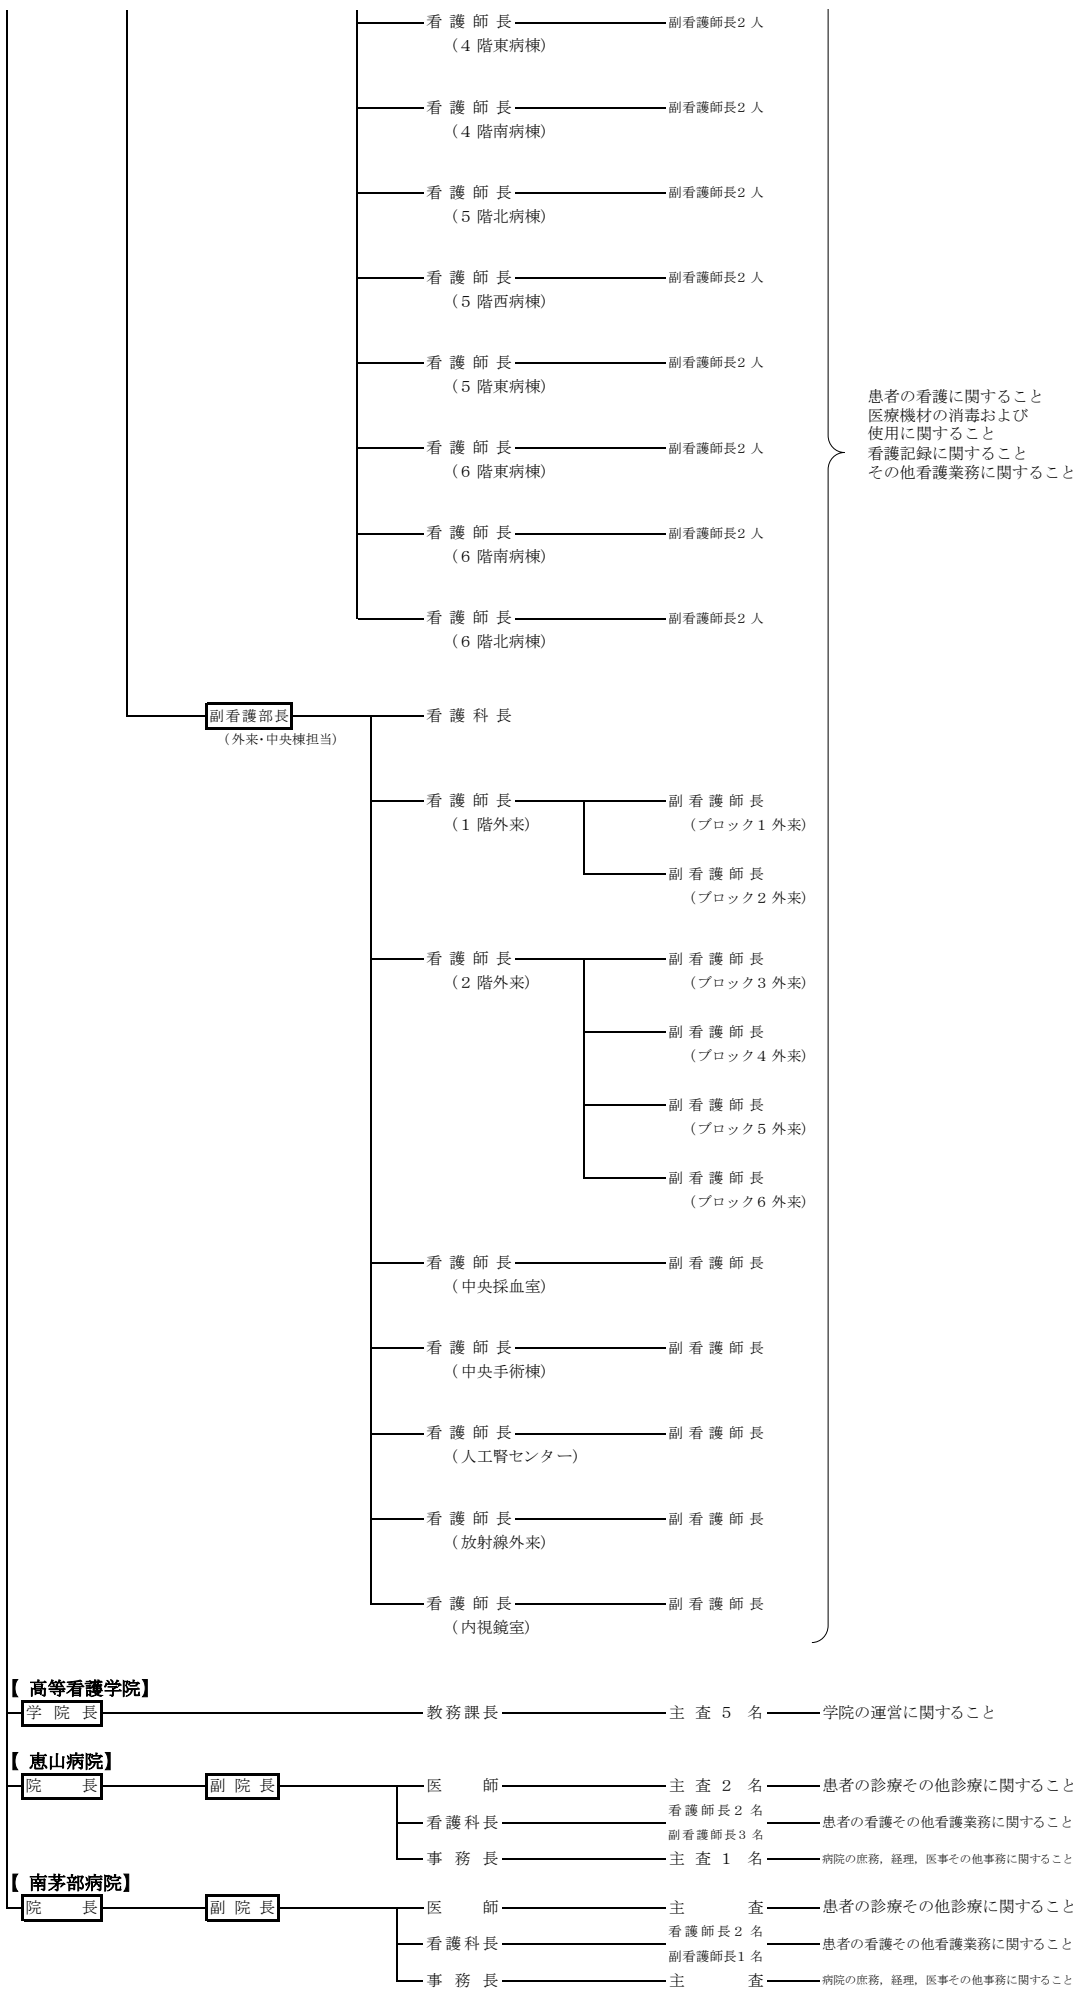 看護師長 副看護師長2人
(4階東病棟)
看護師長 副看護師長2人
(4階南病棟)
看護師長 副看護師長2人
(5階北病棟)
看護師長 副看護師長2人
(5階西病棟)
看護師長 副看護師長2人
(5階東病棟)
患者の看護に関すること
医療機材の消毒および
使用に関すること
看護記録に関すること
その他看護業務に関すること
看護師長 副看護師長2人
(6階東病棟)
看護師長 副看護師長2人
(6階南病棟)
看護師長 副看護師長2人
(6階北病棟)
副看護部長 看護科長
(外来・中央棟担当)
看護師長 副看護師長
(1階外来) (ブロック1外来)
副看護師長
(ブロック2外来)
看護師長 副看護師長
(2階外来) (ブロック3外来)
副看護師長
(ブロック4外来)
副看護師長
(ブロック5外来)
副看護師長
(ブロック6外来)
看護師長 副看護師長
(中央採血室)
看護師長 副看護師長
(中央手術棟)
看護師長 副看護師長
(人工腎センター)
看護師長 副看護師長
(放射線外来)
看護師長 副看護師長
(内視鏡室)
【高等看護学院】
学院長 教務課長 主査5名 学院の運営に関すること
【恵山病院】
院長 副院長 医師 主査2名 患者の診療その他診療に関すること
看護師長2名
看護科長 患者の看護その他看護業務に関すること
副看護師長3名
事務長 主査1名 病院の庶務，経理，医事その他事務に関すること
【南茅部病院】
院長 副院長 医師 主査 患者の診療その他診療に関すること
看護師長2名
看護科長 患者の看護その他看護業務に関すること
副看護師長1名
事務長 主査 病院の庶務，経理，医事その他事務に関すること